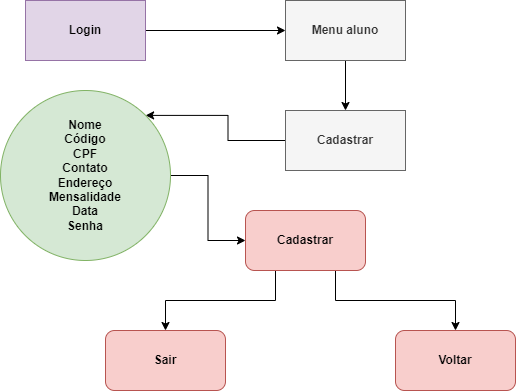 Login
Menu aluno
Cadastrar
Nome
Código
CPF
Contato
Endereço
Mensalidade
Data
Senha
Cadastrar
Sair
Voltar